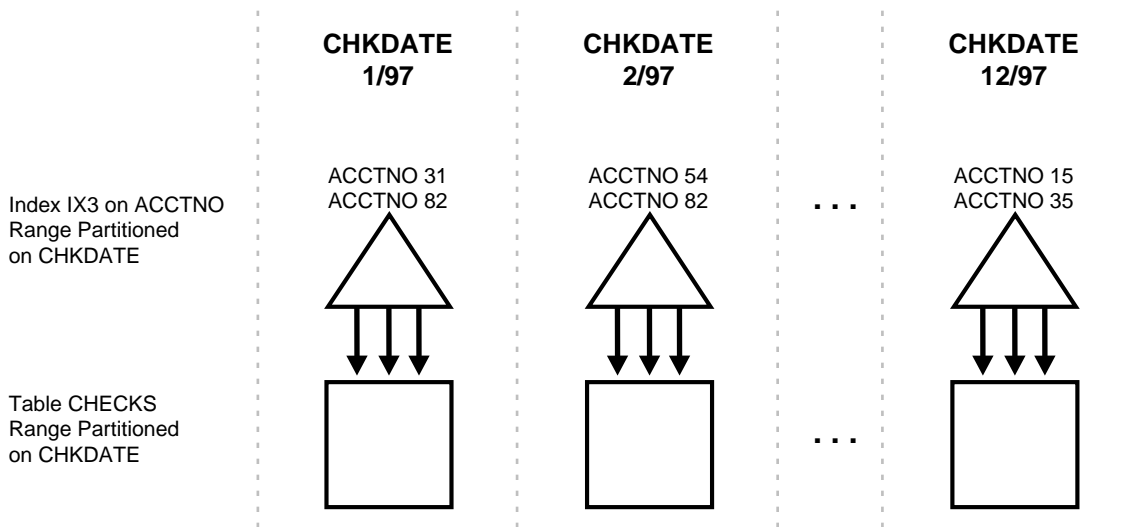 CHKDATE
1/97
CHKDATE
2/97
CHKDATE
12/97
ACCTNO 31
ACCTNO 82
ACCTNO 54
ACCTNO 82
. . .
ACCTNO 15
ACCTNO 35
Index IX3 on ACCTNO
Range Partitioned
on CHKDATE
Table CHECKS
Range Partitioned
on CHKDATE
. . .